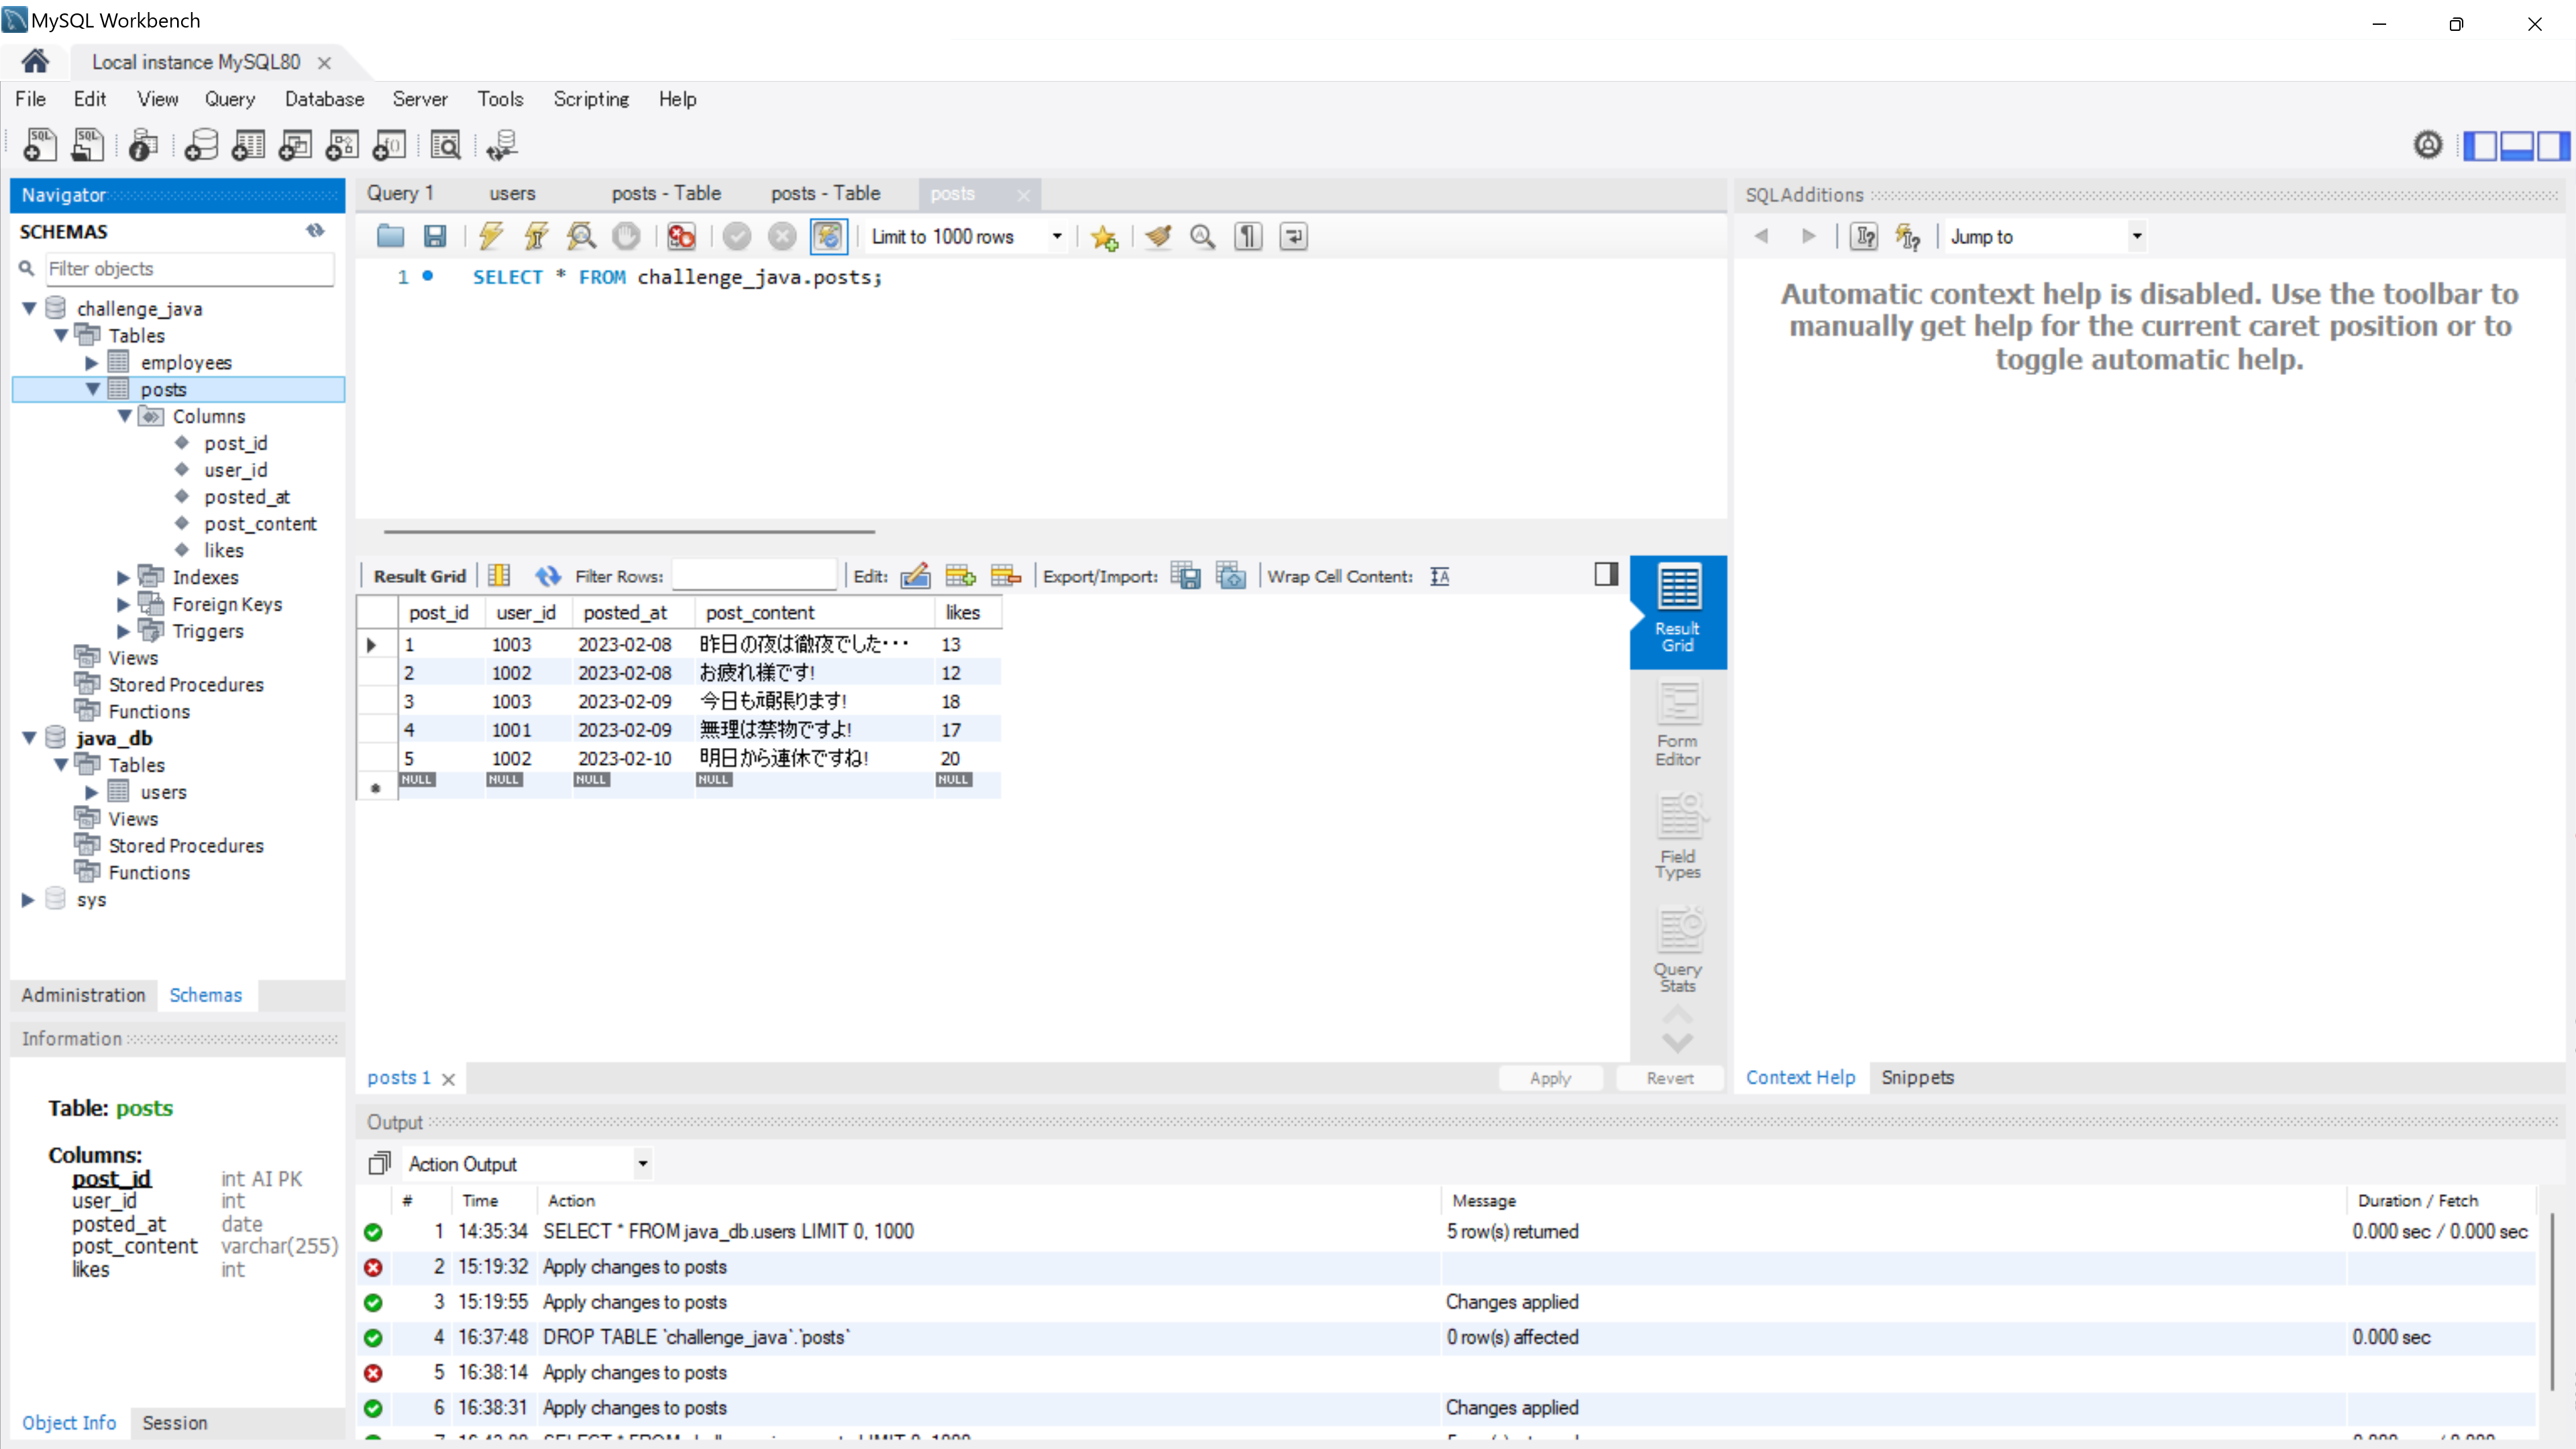 MySQL Workbench
Local instance MySQL80
File Edit View Query Database Server Tools Scripting Help
Navigator
SCHEMAS
Filter objects
challenge_java
Tables
employees
posts
Columns
post_id
user_id
posted_at
post_content
likes
Indexes
Foreign Keys
Triggers
Views
Stored Procedures
Functions
java_db
Tables
users
Views
Stored Procedures
Functions
sys
Administration Schemas
Information
Table: posts
Columns:
post_id int AI PK
user_id int
posted_at date
post_content varchar(255)
likes int
Object Info Session
Query 1 users posts - Table posts - Table posts
Limit to 1000 rows
1 SELECT * FROM challenge_java.posts;
Result Grid Filter Rows: Edit: Export/Import: Wrap Cell Content:
post_id user_id posted_at post_content likes
1 1003 2023-02-08 昨日の夜は徹夜でした・・・ 13
2 1002 2023-02-08 お疲れ様です! 12
3 1003 2023-02-09 今日も頑張ります! 18
4 1001 2023-02-09 無理は禁物ですよ! 17
5 1002 2023-02-10 明日から連休ですね! 20
NULL NULL NULL NULL NULL
Result
Grid
Form
Editor
Field
Types
Query
Stats
posts 1 Apply Revert
SQLAdditions
Jump to
Automatic context help is disabled. Use the toolbar to
manually get help for the current caret position or to
toggle automatic help.
Context Help Snippets
Output
Action Output
# Time Action Message Duration / Fetch
1 14:35:34 SELECT * FROM java_db.users LIMIT 0, 1000 5 row(s) returned 0.000 sec / 0.000 sec
2 15:19:32 Apply changes to posts
3 15:19:55 Apply changes to posts Changes applied
4 16:37:48 DROP TABLE `challenge_java`.`posts` 0 row(s) affected 0.000 sec
5 16:38:14 Apply changes to posts
6 16:38:31 Apply changes to posts Changes applied